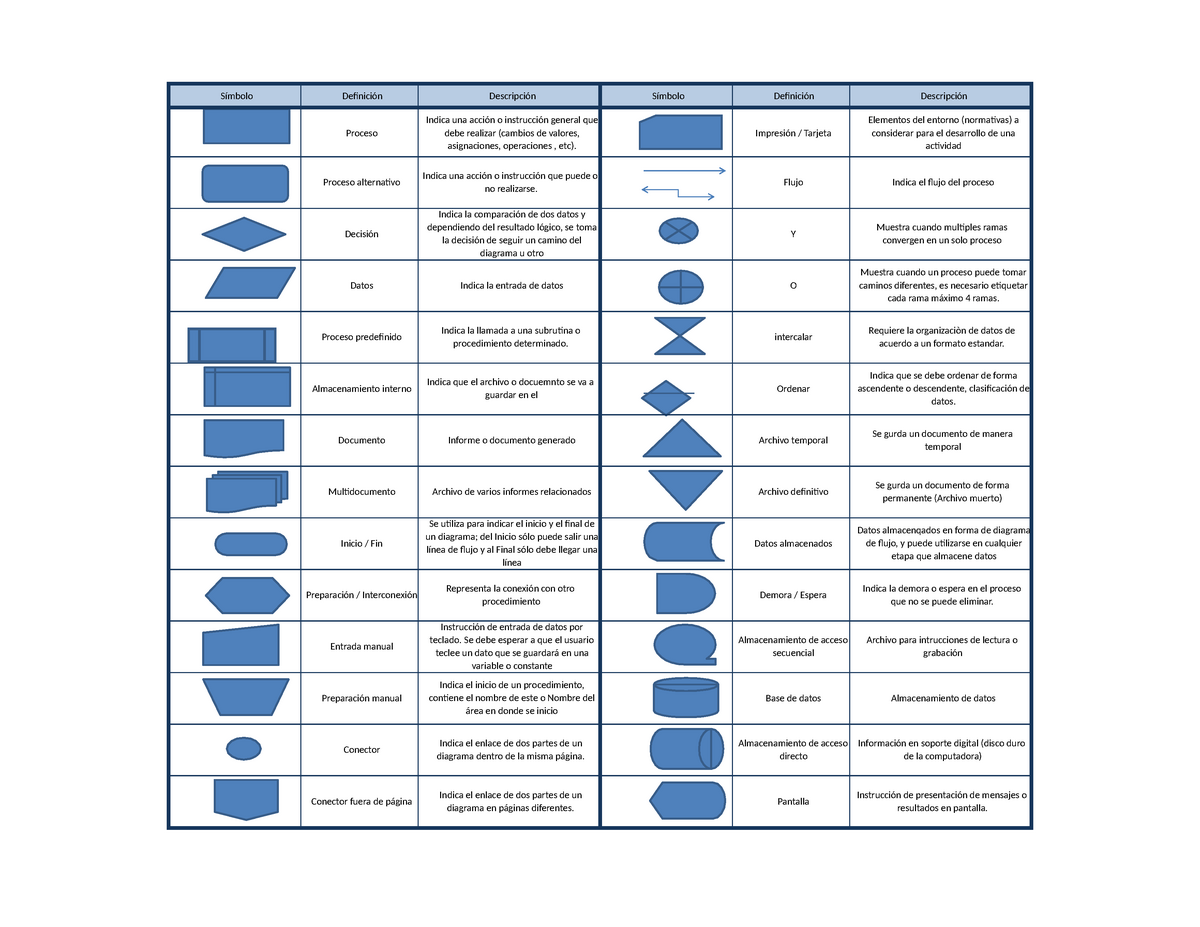 Símbolo
Definición
Descripción
Símbolo
Definición
Descripción
Proceso
Indica una acción o instrucción general que
debe realizar (cambios de valores,
asignaciones, operaciones , etc).
Impresión / Tarjeta
Elementos del entorno (normativas) a
considerar para el desarrollo de una
actividad
Proceso alternativo
Indica una acción o instrucción que puede o
no realizarse.
Flujo
Indica el flujo del proceso
Decisión
Indica la comparación de dos datos y
dependiendo del resultado lógico, se toma
la decisión de seguir un camino del
diagrama u otro
Y
Muestra cuando multiples ramas
convergen en un solo proceso
Datos
Indica la entrada de datos
O
Muestra cuando un proceso puede tomar
caminos diferentes, es necesario etiquetar
cada rama máximo 4 ramas.
Proceso predefinido
Indica la llamada a una subrutina o
procedimiento determinado.
intercalar
Requiere la organizaciòn de datos de
acuerdo a un formato estandar.
Almacenamiento interno
Indica que el archivo o docuemnto se va a
guardar en el
Ordenar
Indica que se debe ordenar de forma
ascendente o descendente, clasificación de
datos.
Documento
Informe o documento generado
Archivo temporal
Se gurda un documento de manera
temporal
Multidocumento
Archivo de varios informes relacionados
Archivo definitivo
Se gurda un documento de forma
permanente (Archivo muerto)
Inicio / Fin
Se utiliza para indicar el inicio y el final de
un diagrama; del Inicio sólo puede salir una
línea de flujo y al Final sólo debe llegar una
línea
Datos almacenados
Datos almacenqados en forma de diagrama
de flujo, y puede utilizarse en cualquier
etapa que almacene datos
Preparación / Interconexión
Representa la conexión con otro
procedimiento
Demora / Espera
Indica la demora o espera en el proceso
que no se puede eliminar.
Entrada manual
Instrucción de entrada de datos por
teclado. Se debe esperar a que el usuario
teclee un dato que se guardará en una
variable o constante
Almacenamiento de acceso
secuencial
Archivo para intrucciones de lectura o
grabación
Preparación manual
Indica el inicio de un procedimiento,
contiene el nombre de este o Nombre del
área en donde se inicio
Base de datos
Almacenamiento de datos
Conector
Indica el enlace de dos partes de un
diagrama dentro de la misma página.
Almacenamiento de acceso
directo
Información en soporte digital (disco duro
de la computadora)
Conector fuera de página
Indica el enlace de dos partes de un
diagrama en páginas diferentes.
Pantalla
Instrucción de presentación de mensajes o
resultados en pantalla.